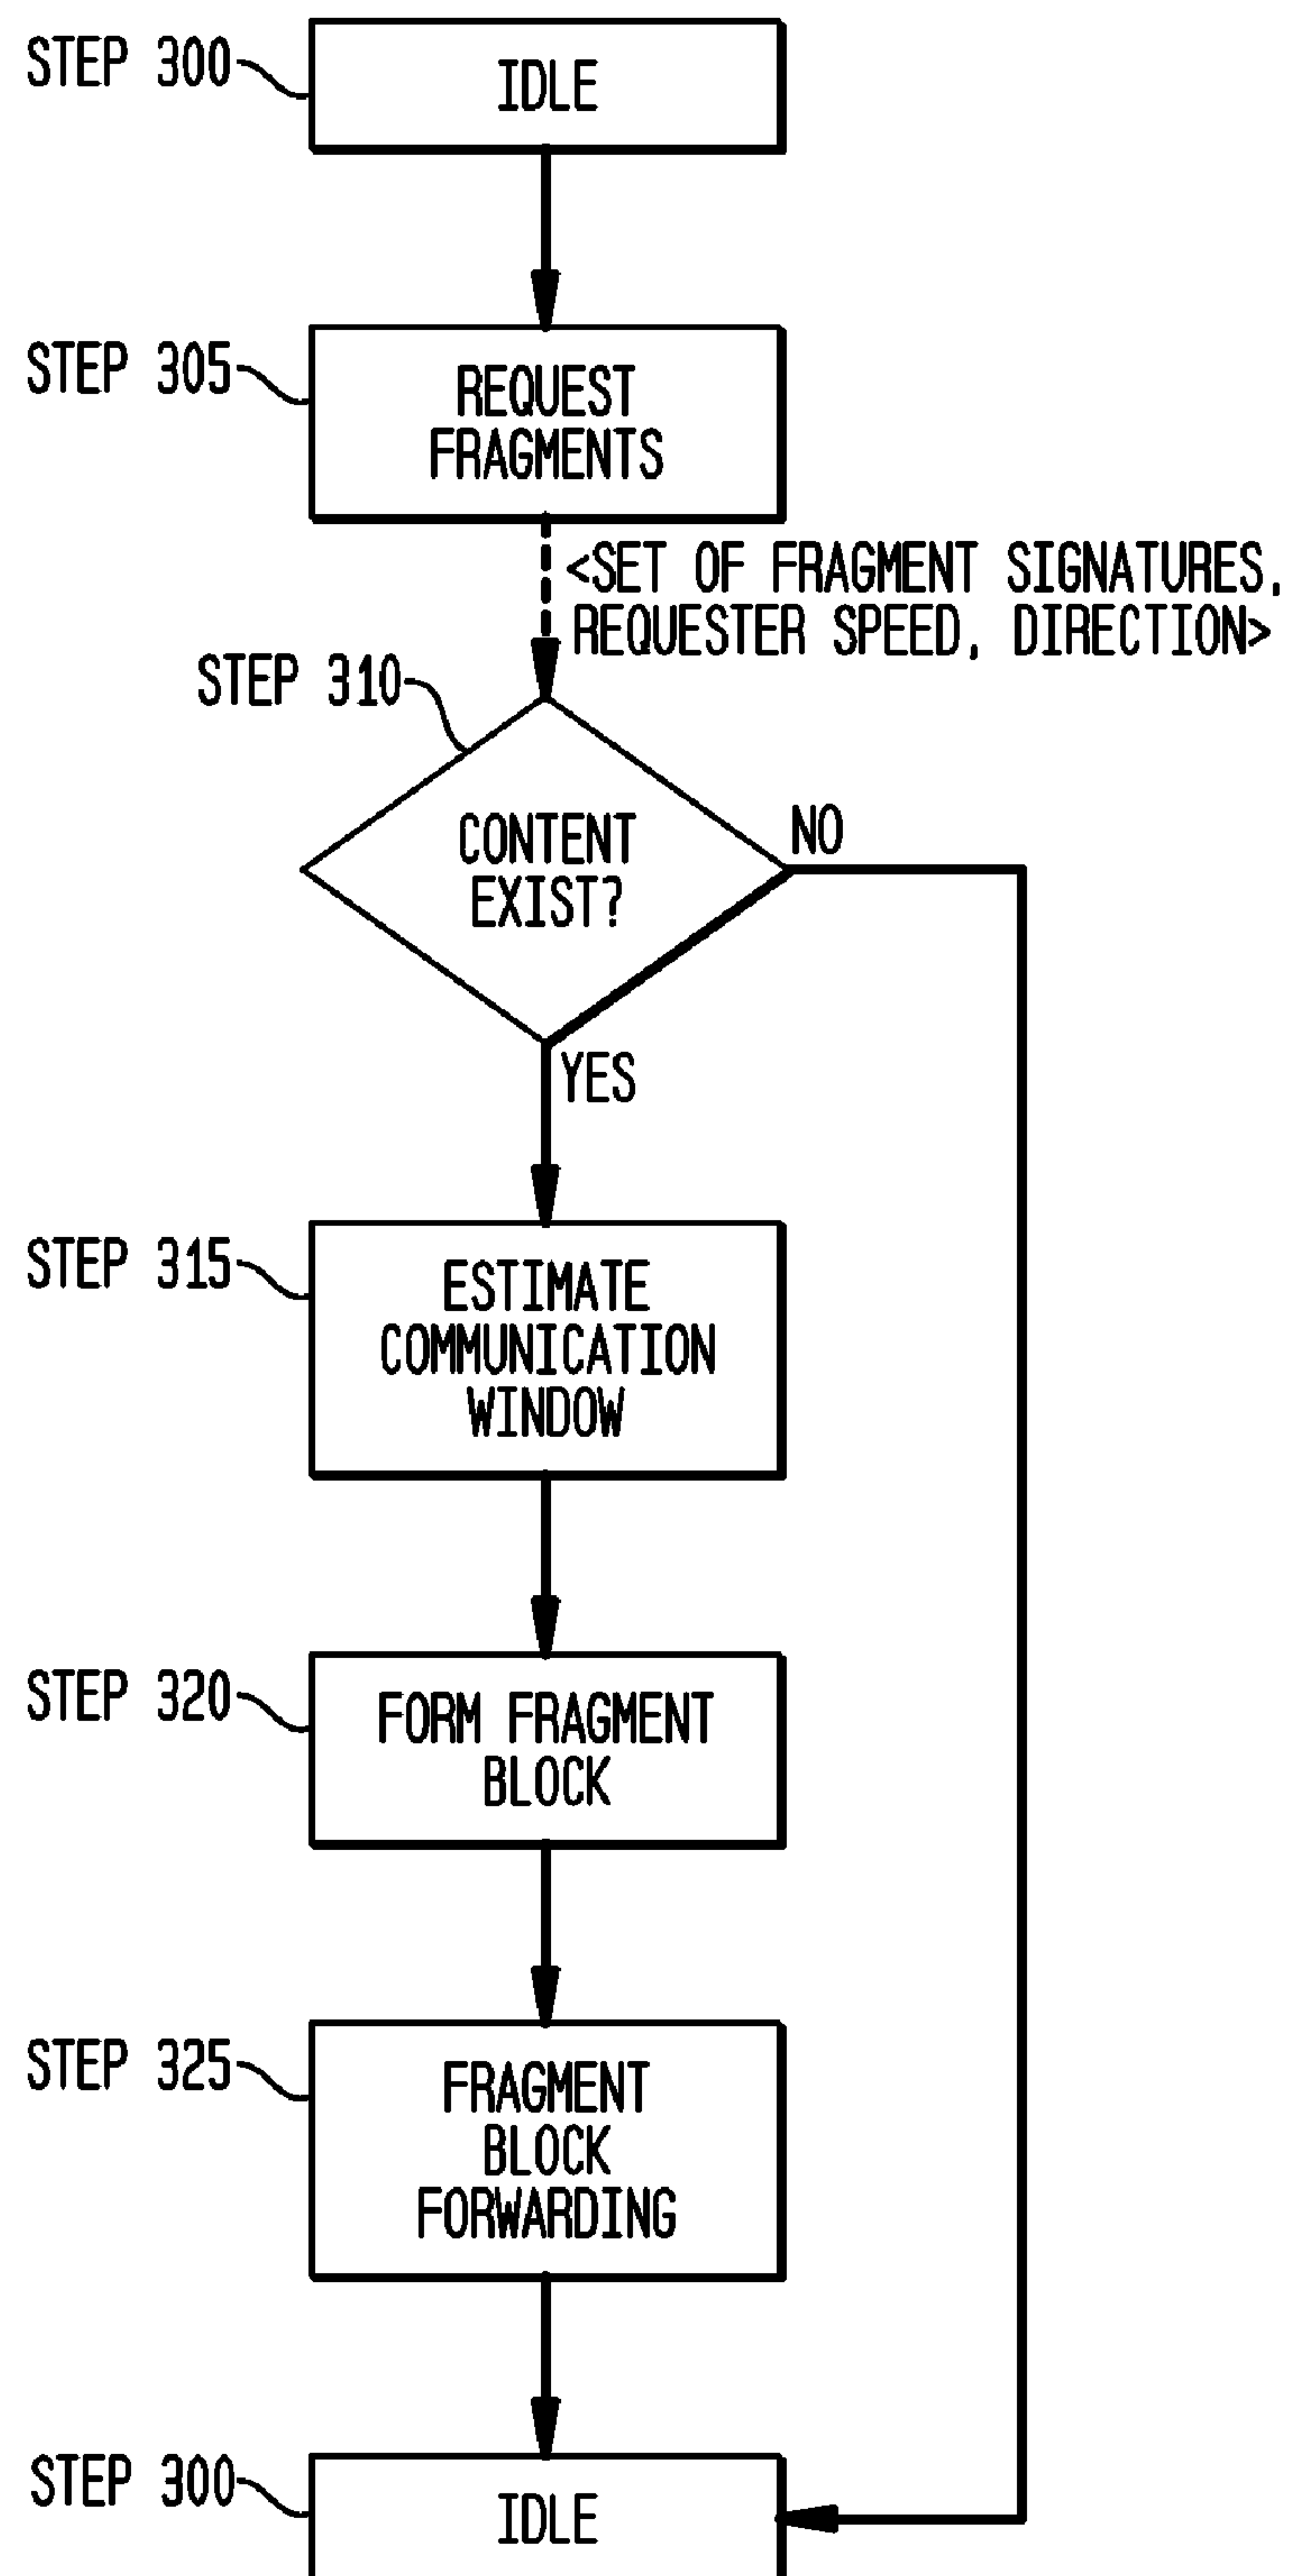 STEP 300
IDLE
STEP 305
REQUEST
FRAGMENTS
<SET OF FRAGMENT SIGNATURES,
REQUESTER SPEED, DIRECTION>
STEP 310
CONTENT
EXIST?
NO
YES
STEP 315
ESTIMATE
COMMUNICATION
WINDOW
STEP 320
FORM FRAGMENT
BLOCK
STEP 325
FRAGMENT
BLOCK
FORWARDING
STEP 300
IDLE